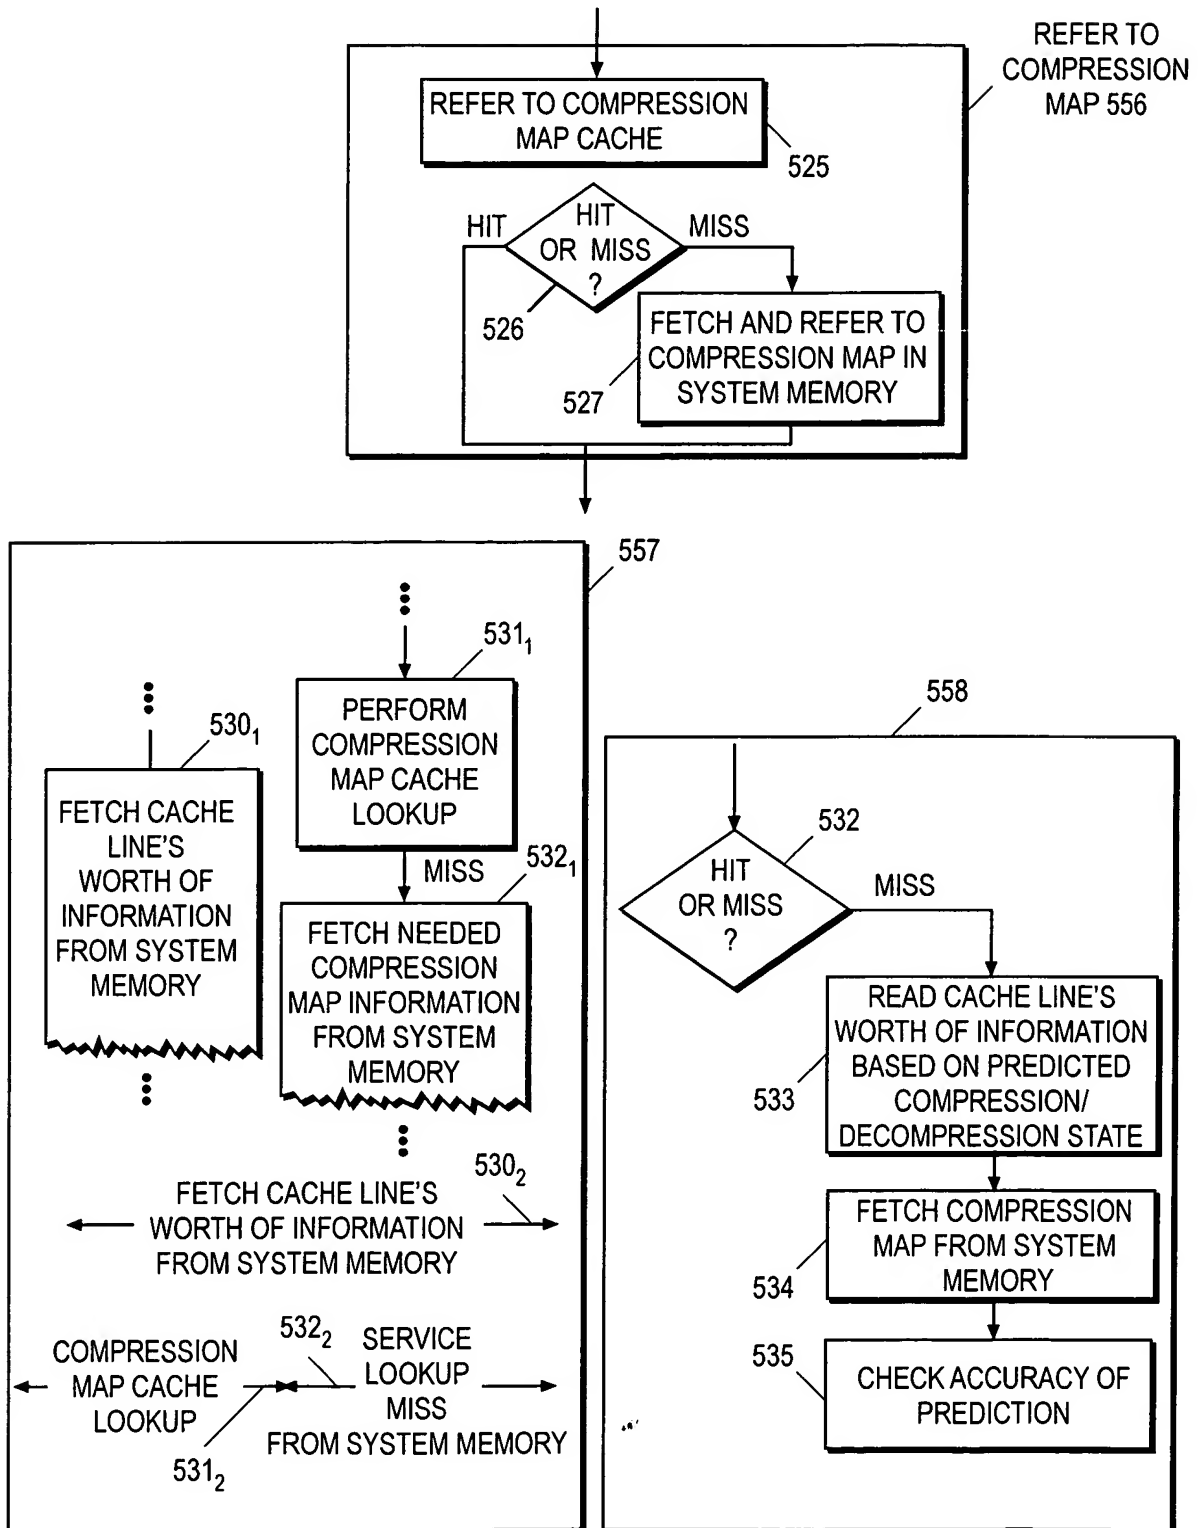 REFER TO
COMPRESSION
MAP 556
REFER TO COMPRESSION
MAP CACHE
525
HIT
HIT
OR MISS
?
MISS
526
FETCH AND REFER TO
COMPRESSION MAP IN
SYSTEM MEMORY
527
557
531₁
PERFORM
COMPRESSION
MAP CACHE
LOOKUP
530₁
FETCH CACHE
LINE'S
WORTH OF
INFORMATION
FROM SYSTEM
MEMORY
MISS
532₁
FETCH NEEDED
COMPRESSION
MAP INFORMATION
FROM SYSTEM
MEMORY
530₂
FETCH CACHE LINE'S
WORTH OF INFORMATION
FROM SYSTEM MEMORY
COMPRESSION
MAP CACHE
LOOKUP
531₂
532₂
SERVICE
LOOKUP
MISS
FROM SYSTEM MEMORY
558
532
HIT
OR MISS
?
MISS
READ CACHE LINE'S
WORTH OF INFORMATION
BASED ON PREDICTED
COMPRESSION/
DECOMPRESSION STATE
533
FETCH COMPRESSION
MAP FROM SYSTEM
MEMORY
534
535
CHECK ACCURACY OF
PREDICTION